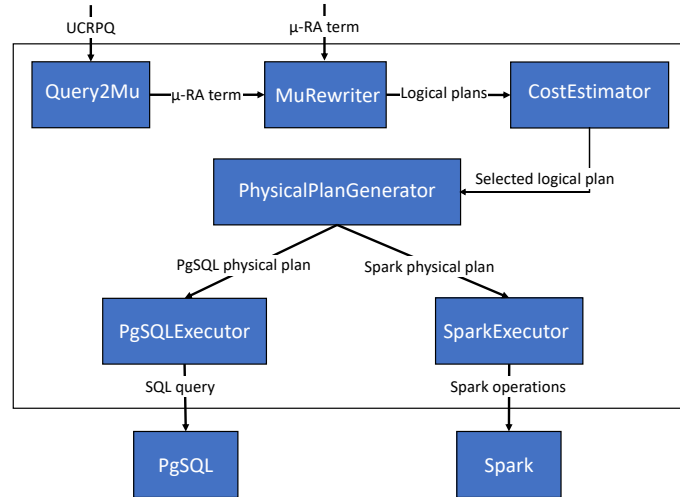 UCRPQ
μ-RA term
Query2Mu
μ-RA term
MuRewriter
Logical plans
CostEstimator
Selected logical plan
PhysicalPlanGenerator
PgSQL physical plan
Spark physical plan
PgSQLExecutor
SparkExecutor
SQL query
Spark operations
PgSQL
Spark